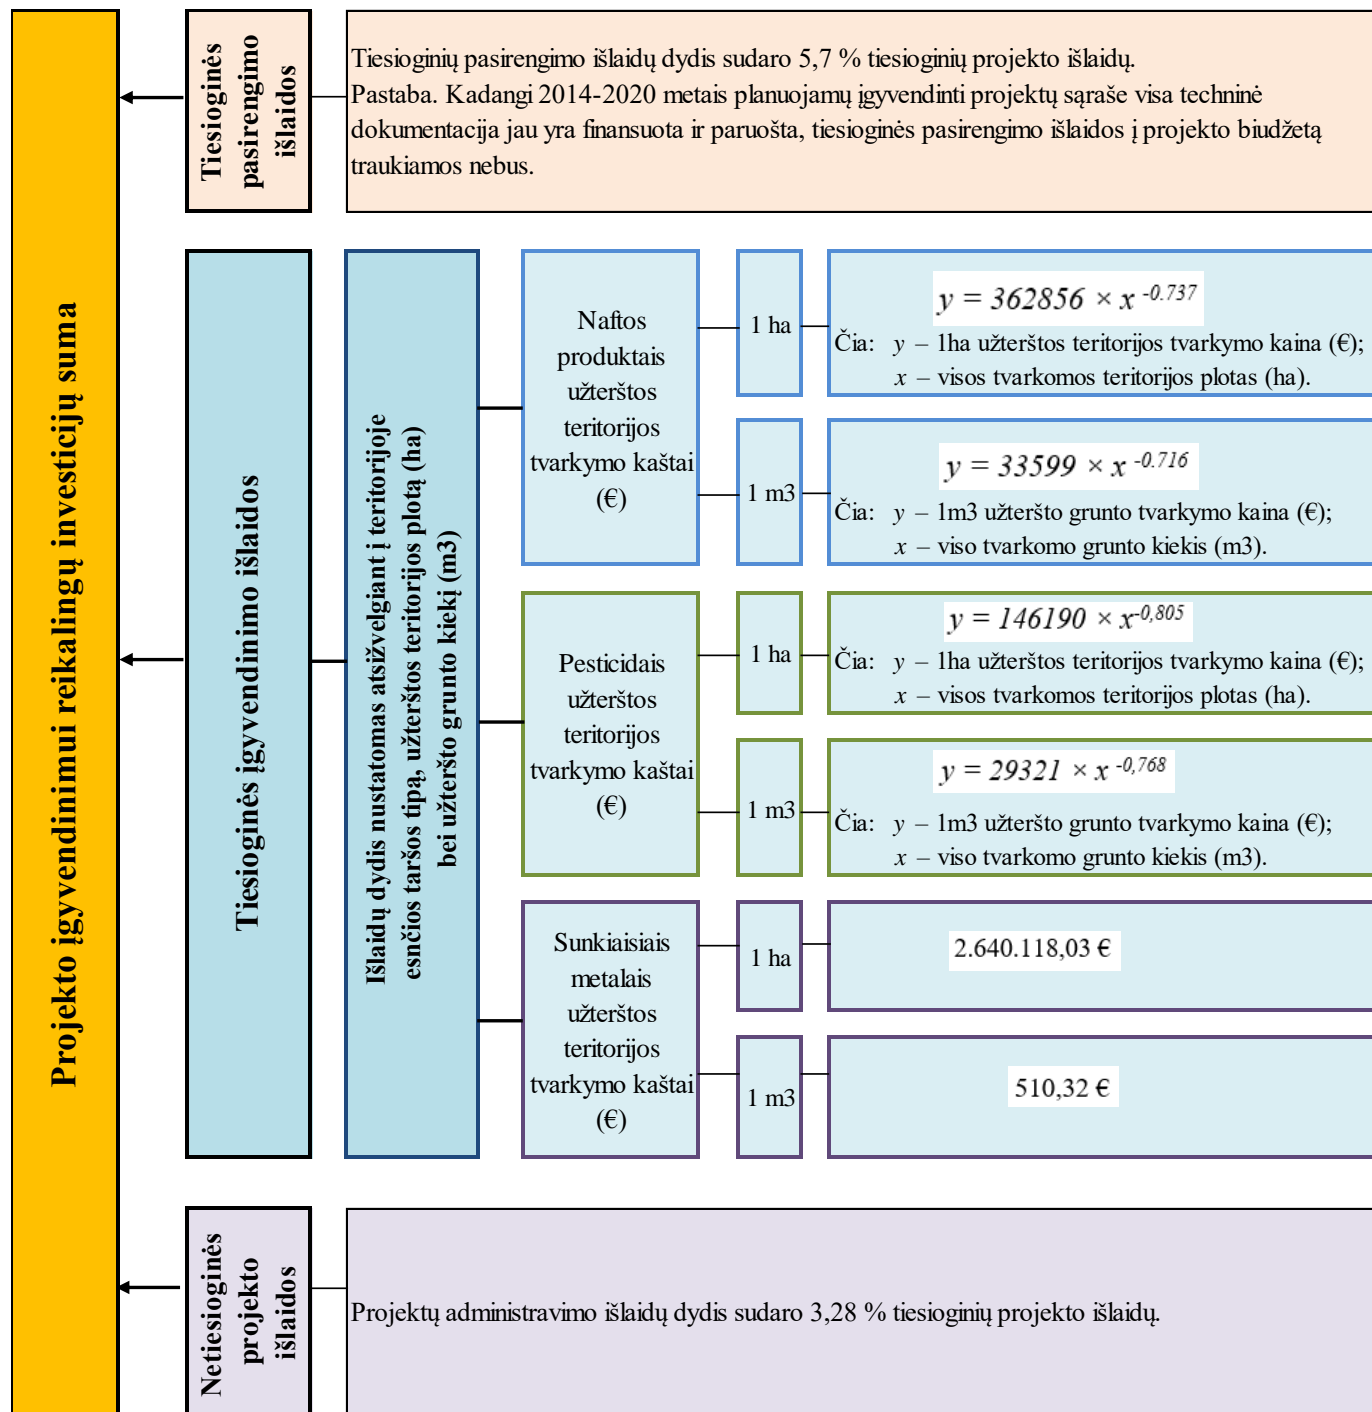 Projekto įgyvendinimui reikalingų investicijų suma
Tiesioginės
pasirengimo
išlaidos
Tiesioginių pasirengimo išlaidų dydis sudaro 5,7 % tiesioginių projekto išlaidų.
Pastaba. Kadangi 2014-2020 metais planuojamų įgyvendinti projektų sąraše visa techninė
dokumentacija jau yra finansuota ir paruošta, tiesioginės pasirengimo išlaidos į projekto biudžetą
traukiamos nebus.
Tiesioginės įgyvendinimo išlaidos
Išlaidų dydis nustatomas atsižvelgiant į teritorijoje
esnčios taršos tipą, užterštos teritorijos plotą (ha)
bei užteršto grunto kiekį (m3)
Naftos
produktais
užterštos
teritorijos
tvarkymo kaštai
(€)
1 ha
y = 362856 × x -0.737
Čia: y – 1ha užterštos teritorijos tvarkymo kaina (€);
x – visos tvarkomos teritorijos plotas (ha).
1 m3
y = 33599 × x -0.716
Čia: y – 1m3 užteršto grunto tvarkymo kaina (€);
x – viso tvarkomo grunto kiekis (m3).
Pesticidais
užterštos
teritorijos
tvarkymo kaštai
(€)
1 ha
y = 146190 × x-0,805
Čia: y – 1ha užterštos teritorijos tvarkymo kaina (€);
x – visos tvarkomos teritorijos plotas (ha).
1 m3
y = 29321 × x -0,768
Čia: y – 1m3 užteršto grunto tvarkymo kaina (€);
x – viso tvarkomo grunto kiekis (m3).
Sunkiaisiais
metalais
užterštos
teritorijos
tvarkymo kaštai
(€)
1 ha
2.640.118,03 €
1 m3
510,32 €
Netiesioginės
projekto
išlaidos
Projektų administravimo išlaidų dydis sudaro 3,28 % tiesioginių projekto išlaidų.